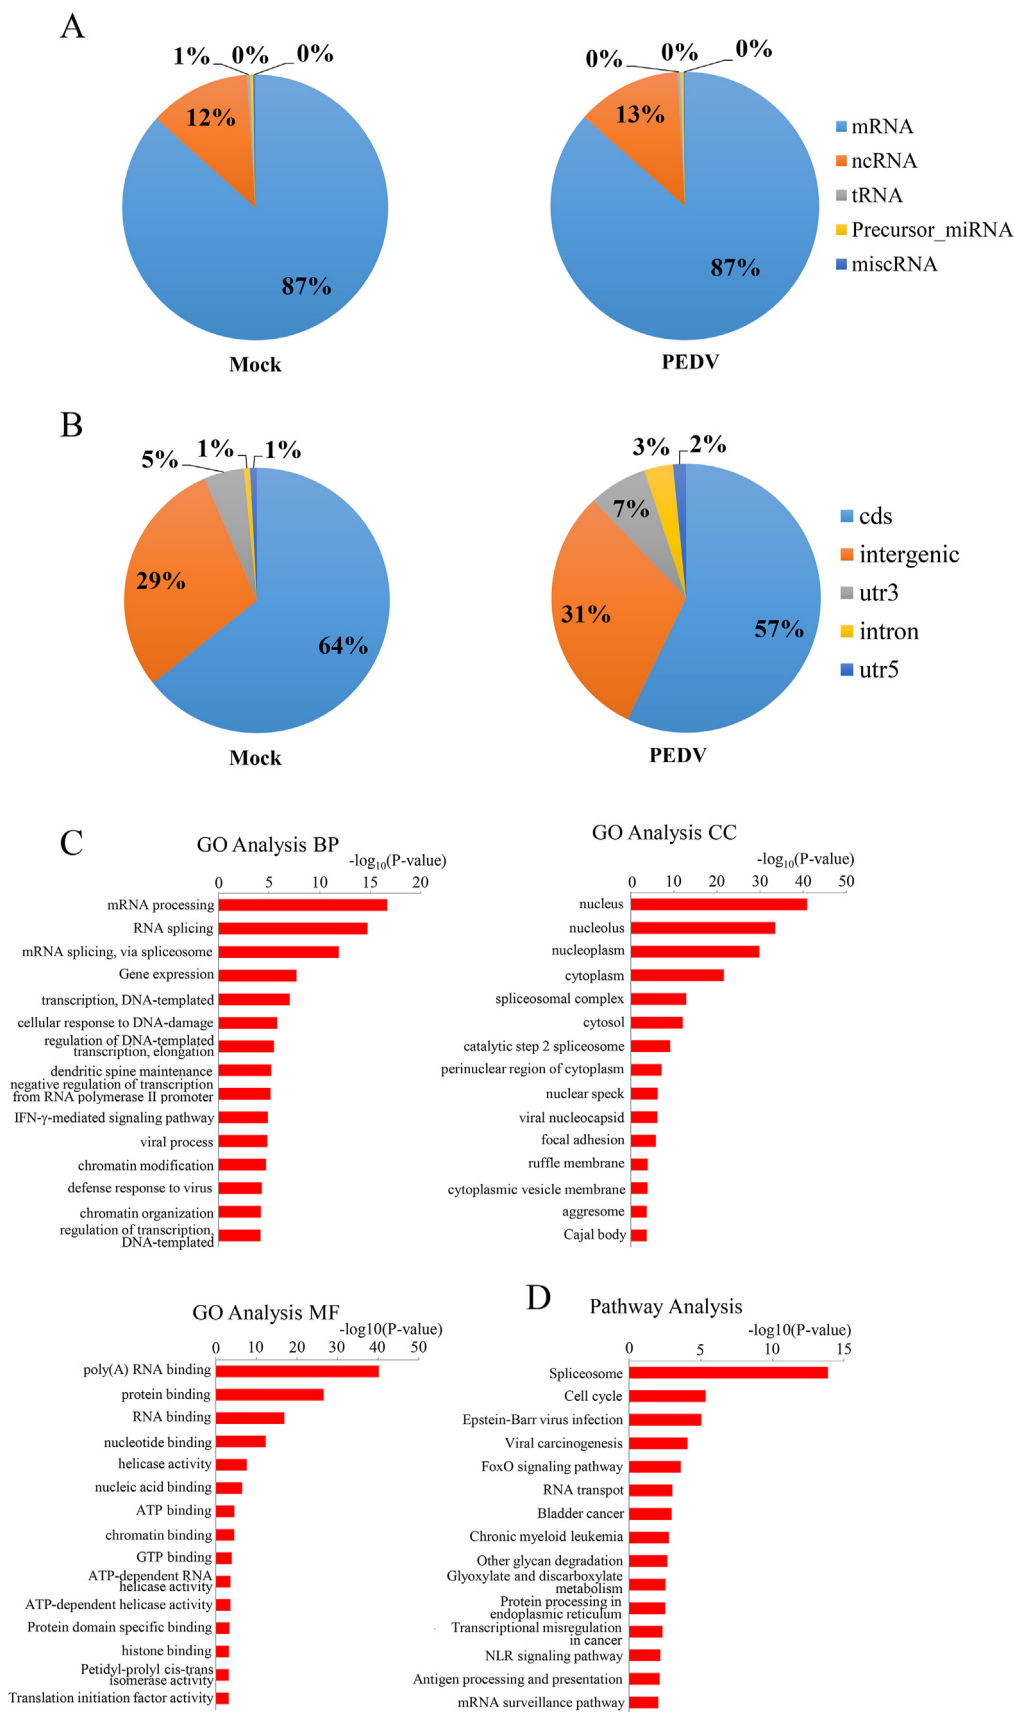 A
1% 0% 0%
12%
87%
Mock
0% 0% 0%
13%
87%
PEDV
mRNA
ncRNA
tRNA
Precursor_miRNA
miscRNA
B
5% 1% 1%
29%
64%
Mock
3% 2%
7%
31%
57%
PEDV
cds
intergenic
utr3
intron
utr5
C
GO Analysis BP
-log10(P-value)
0 5 10 15 20
mRNA processing
RNA splicing
mRNA splicing, via spliceosome
Gene expression
transcription, DNA-templated
cellular response to DNA-damage
regulation of DNA-templated
transcription, elongation
dendritic spine maintenance
negative regulation of transcription
from RNA polymerase II promoter
IFN-γ-mediated signaling pathway
viral process
chromatin modification
defense response to virus
chromatin organization
regulation of transcription,
DNA-templated
GO Analysis CC
-log10(P-value)
0 10 20 30 40 50
nucleus
nucleolus
nucleoplasm
cytoplasm
spliceosomal complex
cytosol
catalytic step 2 spliceosome
perinuclear region of cytoplasm
nuclear speck
viral nucleocapsid
focal adhesion
ruffle membrane
cytoplasmic vesicle membrane
aggresome
Cajal body
GO Analysis MF
-log10(P-value)
0 10 20 30 40 50
poly(A) RNA binding
protein binding
RNA binding
nucleotide binding
helicase activity
nucleic acid binding
ATP binding
chromatin binding
GTP binding
ATP-dependent RNA
helicase activity
ATP-dependent helicase activity
Protein domain specific binding
histone binding
Petidyl-prolyl cis-trans
isomerase activity
Translation initiation factor activity
D
Pathway Analysis
-log10(P-value)
0 5 10 15
Spliceosome
Cell cycle
Epstein-Barr virus infection
Viral carcinogenesis
FoxO signaling pathway
RNA transpot
Bladder cancer
Chronic myeloid leukemia
Other glycan degradation
Glyoxylate and discarboxylate
metabolism
Protein processing in
endoplasmic reticulum
Transcriptional misregulation
in cancer
NLR signaling pathway
Antigen processing and presentation
mRNA surveillance pathway